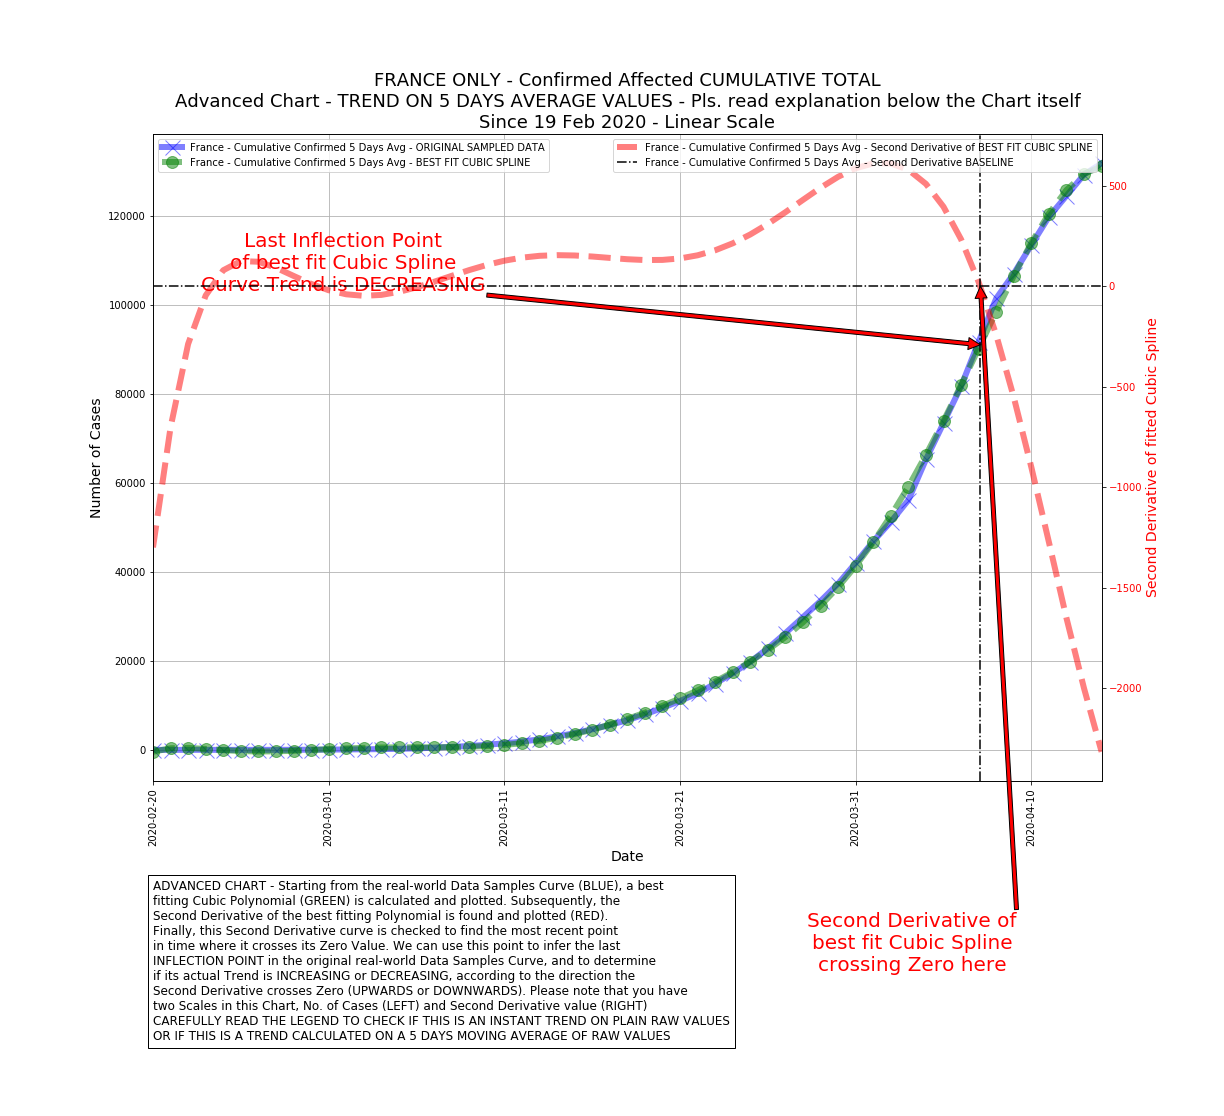 FRANCE ONLY - Confirmed Affected CUMULATIVE TOTAL
Advanced Chart - TREND ON 5 DAYS AVERAGE VALUES - Pls. read explanation below the Chart itself
Since 19 Feb 2020 - Linear Scale
France - Cumulative Confirmed 5 Days Avg - ORIGINAL SAMPLED DATA
France - Cumulative Confirmed 5 Days Avg - BEST FIT CUBIC SPLINE
France - Cumulative Confirmed 5 Days Avg - Second Derivative of BEST FIT CUBIC SPLINE
France - Cumulative Confirmed 5 Days Avg - Second Derivative BASELINE
Last Inflection Point
of best fit Cubic Spline
Curve Trend is DECREASING
Number of Cases
120000
100000
80000
60000
40000
20000
0
500
0
−500
−1000
−1500
−2000
Second Derivative of fitted Cubic Spline
2020-02-20
2020-03-01
2020-03-11
2020-03-21
2020-03-31
2020-04-10
Date
ADVANCED CHART - Starting from the real-world Data Samples Curve (BLUE), a best
fitting Cubic Polynomial (GREEN) is calculated and plotted. Subsequently, the
Second Derivative of the best fitting Polynomial is found and plotted (RED).
Finally, this Second Derivative curve is checked to find the most recent point
in time where it crosses its Zero Value. We can use this point to infer the last
INFLECTION POINT in the original real-world Data Samples Curve, and to determine
if its actual Trend is INCREASING or DECREASING, according to the direction the
Second Derivative crosses Zero (UPWARDS or DOWNWARDS). Please note that you have
two Scales in this Chart, No. of Cases (LEFT) and Second Derivative value (RIGHT)
CAREFULLY READ THE LEGEND TO CHECK IF THIS IS AN INSTANT TREND ON PLAIN RAW VALUES
OR IF THIS IS A TREND CALCULATED ON A 5 DAYS MOVING AVERAGE OF RAW VALUES
Second Derivative of
best fit Cubic Spline
crossing Zero here